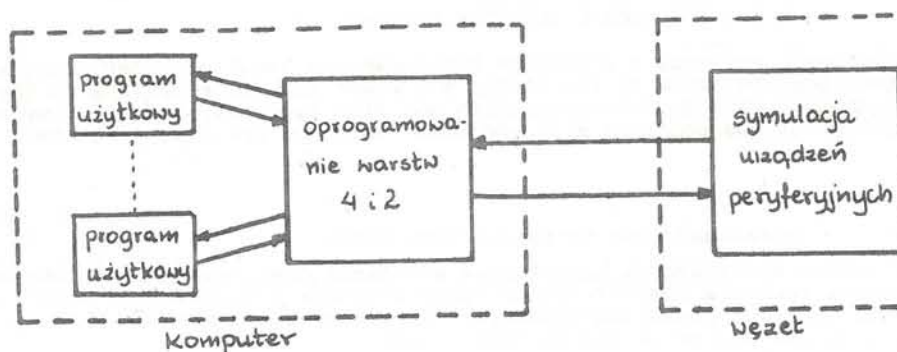 program
użytkowy
program
użytkowy
oprogramowa-
nie warstw
4 i 2
komputer
symulacja
urządzeń
peryferyjnych
węzeł